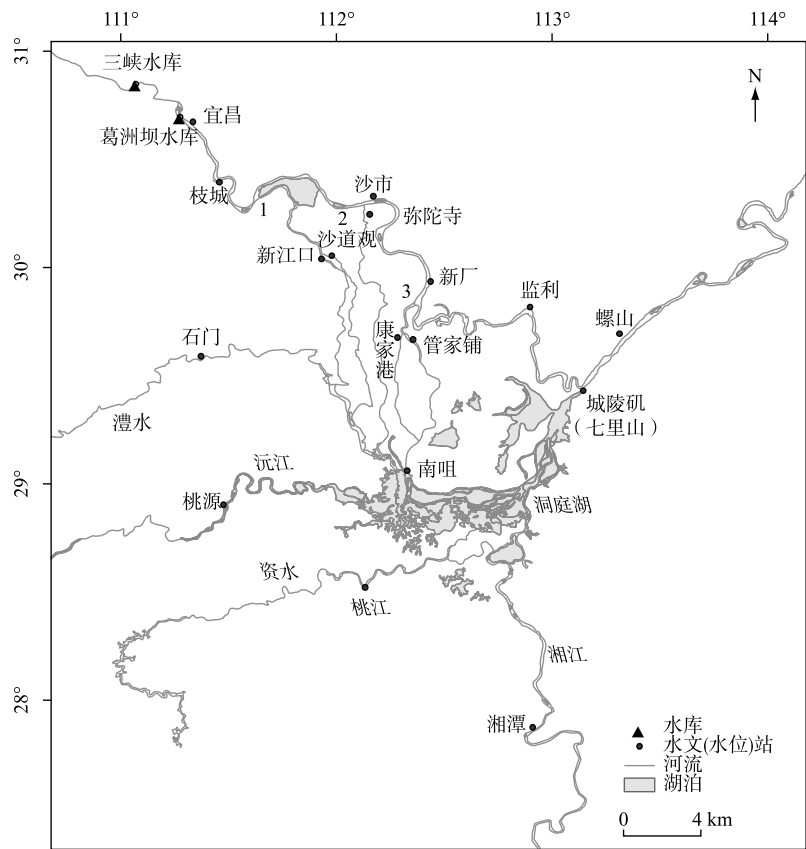 111°
112°
113°
114°
31°
30°
29°
28°
三峡水库
N
宜昌
葛洲坝水库
枝城
沙市
1
2
弥陀寺
沙道观
新江口
新厂
3
监利
螺山
康家港
管家铺
石门
城陵矶
（七里山）
澧水
南咀
沅江
桃源
洞庭湖
资水
桃江
湘江
湘潭
水库
水文(水位)站
河流
湖泊
0 4 km